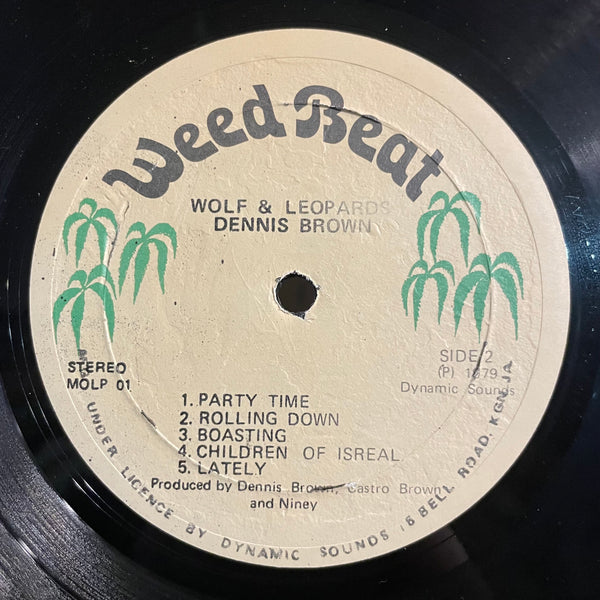 Weed Beat
WOLF & LEOPARDS
DENNIS BROWN
STEREO
MOLP 01
SIDE 2
(P) 1979
Dynamic Sounds
1. PARTY TIME
2. ROLLING DOWN
3. BOASTING
4. CHILDREN OF ISREAL
5. LATELY
Produced by Dennis Brown, Castro Brown
and Niney
UNDER LICENCE BY DYNAMIC SOUNDS BELL ROAD, KGN. JA.